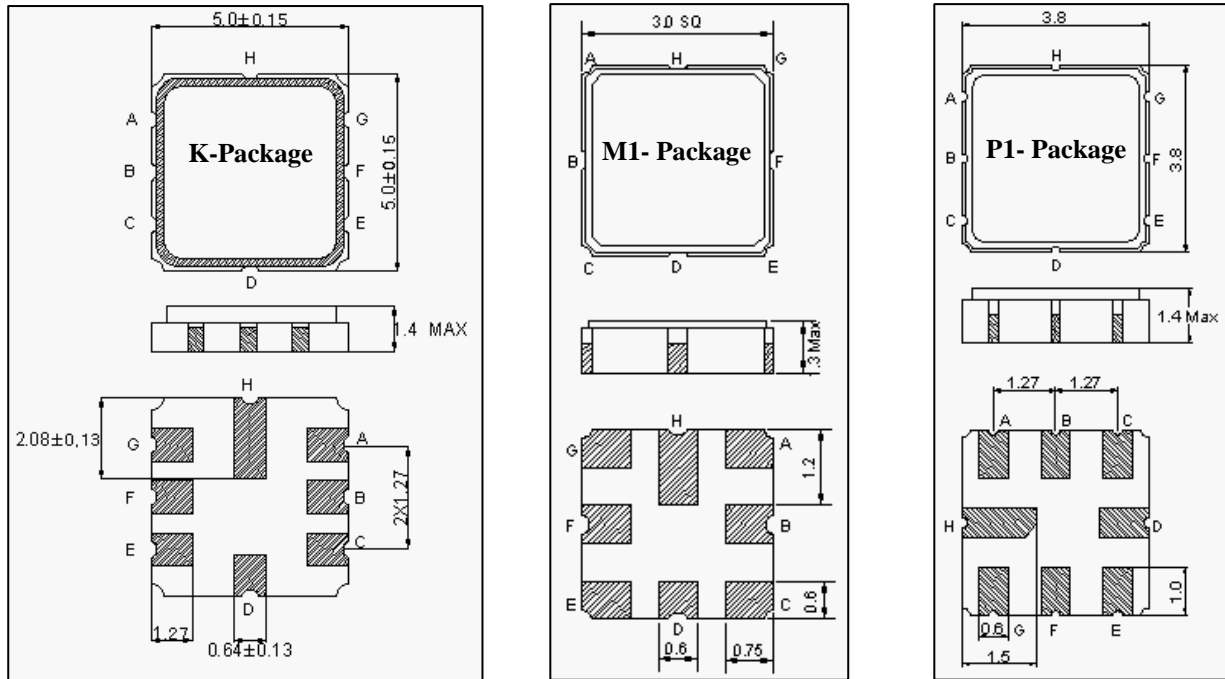 5.0±0.15
H
A
G
K-Package
B
F
5.0±0.15
C
E
D
1.4 MAX
H
2.08±0,13
G
A
F
B
2X1.27
E
C
D
1.27
0.64±0.13
3.0 SQ
A
H
G
M1- Package
B
F
C
D
E
1.3 Max
H
G
A
1.2
F
B
E
C
0.6
D
0.6
0.75
3.8
A
G
P1- Package
B
F
3.8
C
E
D
1.4 Max
1.27
1.27
A
B
C
H
D
1.0
0.6
G
F
E
1.5